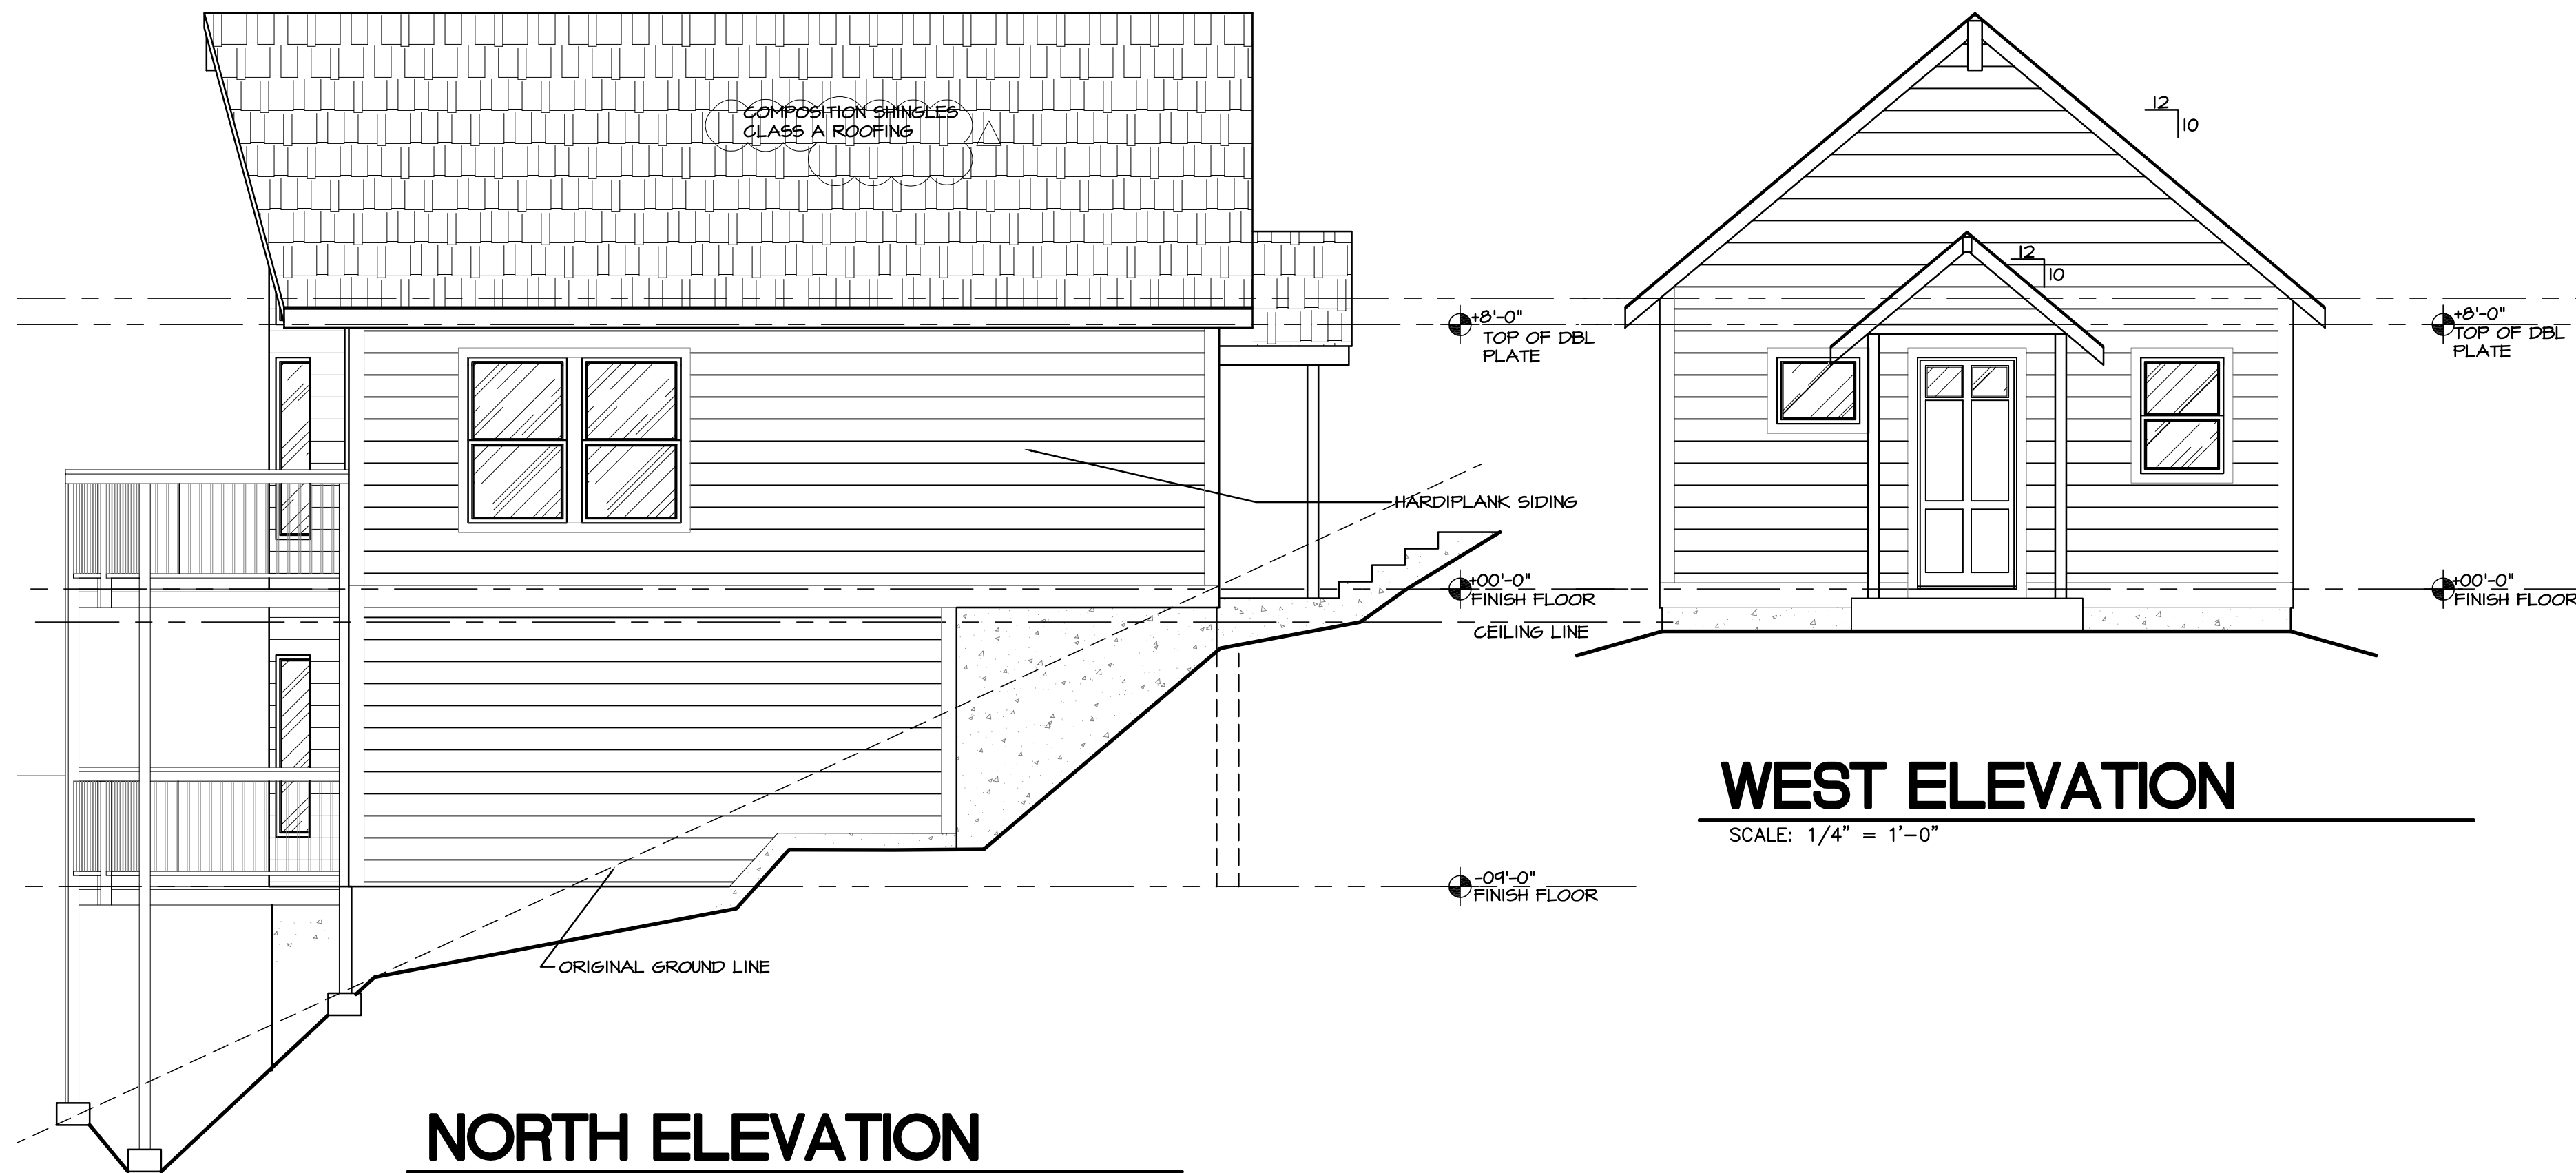 COMPOSITION SHINGLES
CLASS A ROOFING
+8'-0"
TOP OF DBL
PLATE
HARDIPLANK SIDING
+00'-0"
FINISH FLOOR
CEILING LINE
-09'-0"
FINISH FLOOR
ORIGINAL GROUND LINE
NORTH ELEVATION
12
10
12
10
+8'-0"
TOP OF DBL
PLATE
+00'-0"
FINISH FLOOR
WEST ELEVATION
SCALE: 1/4" = 1'-0"